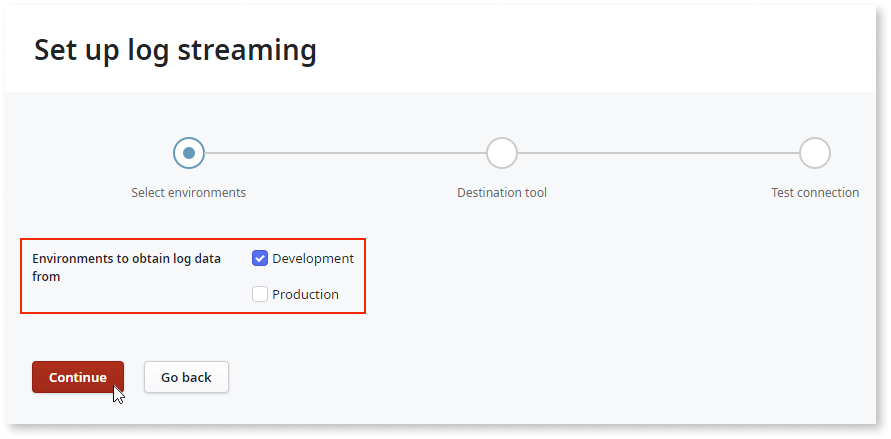 Set up log streaming
Select environments
Destination tool
Test connection
Environments to obtain log data
from
Development
Production
Continue
Go back